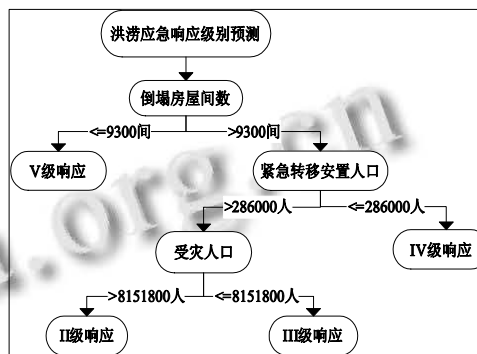 洪涝应急响应级别预测
倒塌房屋间数
<=9300间
>9300间
V级响应
紧急转移安置人口
>286000人
<=286000人
受灾人口
IV级响应
>8151800人
<=8151800人
II级响应
III级响应
.org.cn